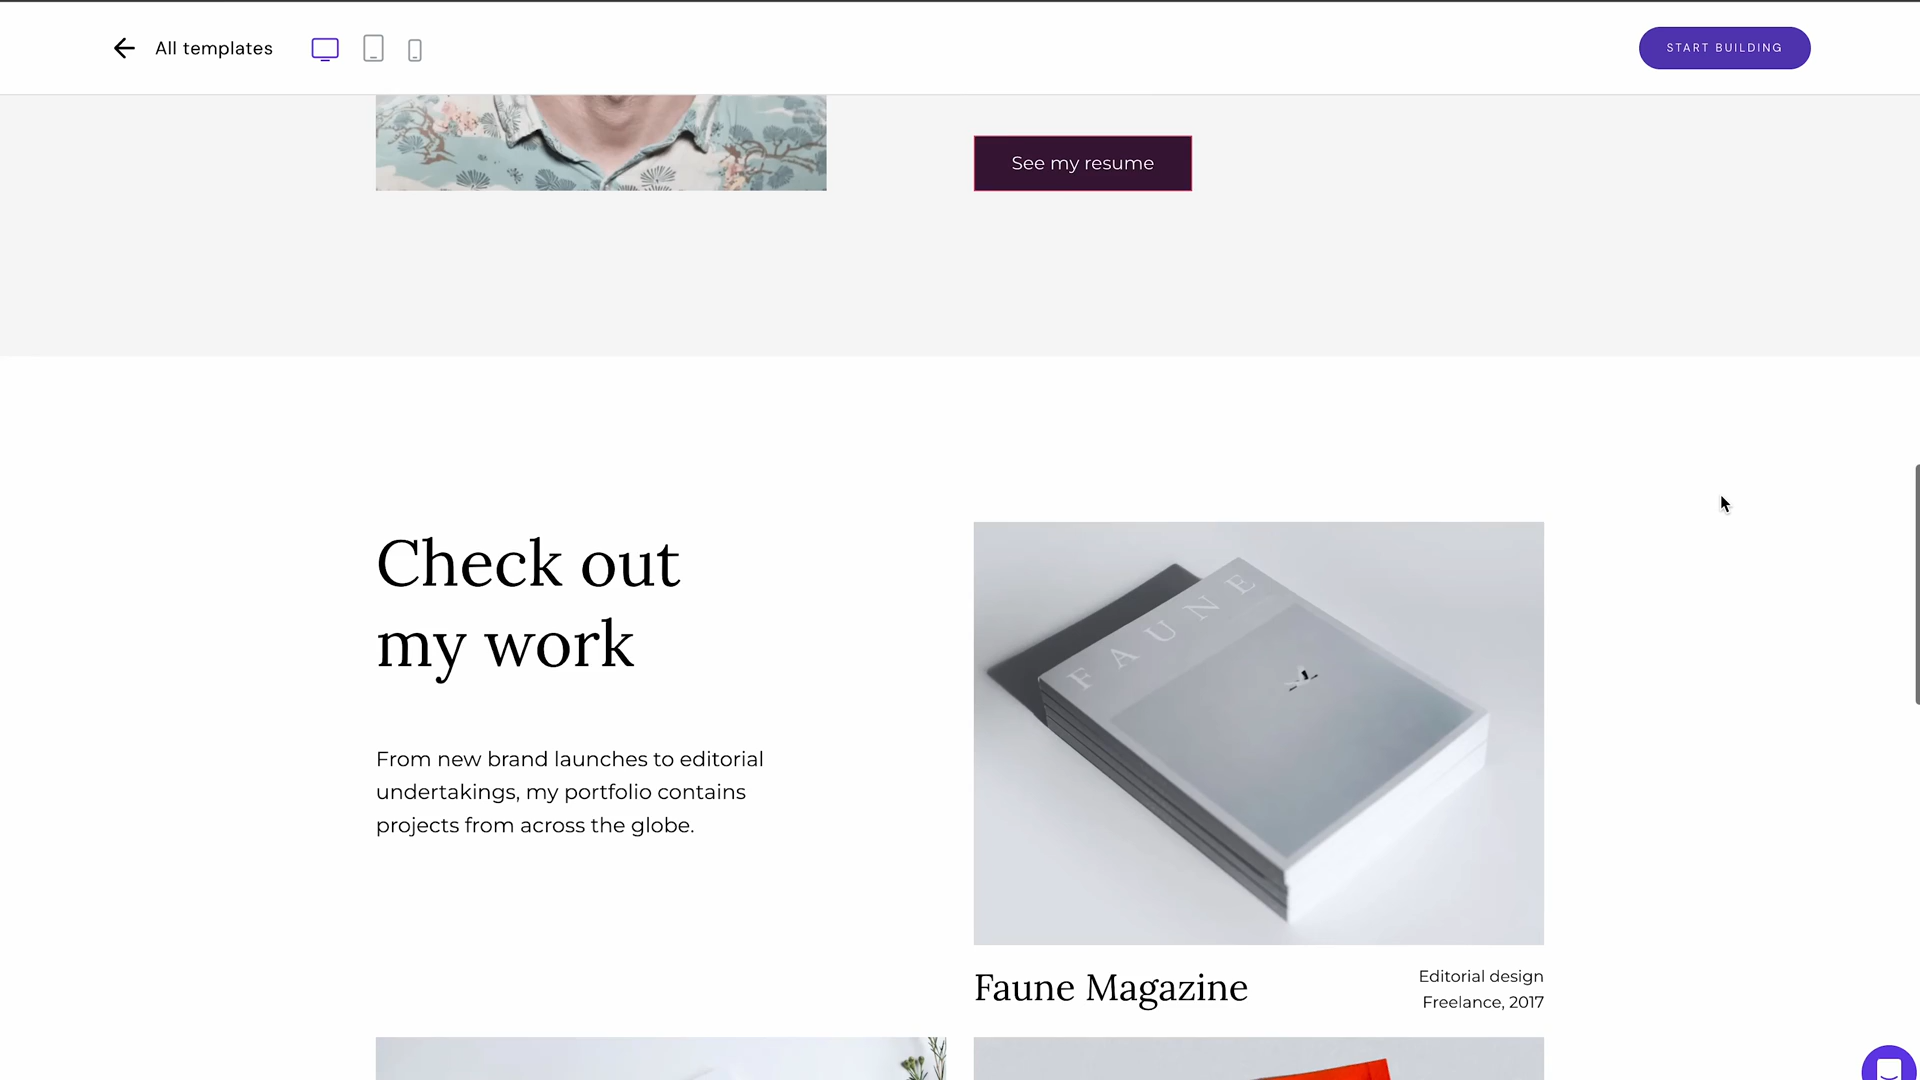 All templates
START BUILDING
See my resume
Check out
my work
From new brand launches to editorial
undertakings, my portfolio contains
projects from across the globe.
FAUNE
Faune Magazine
Editorial design
Freelance, 2017